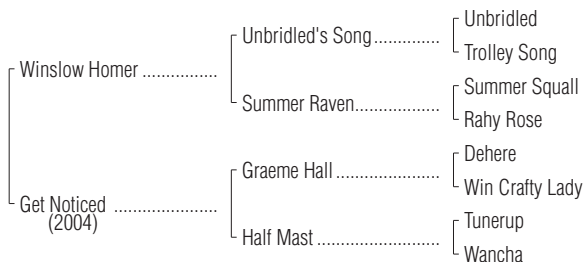 Unbridled
Unbridled's Song..............
Trolley Song
Winslow Homer ................
Summer Squall
Summer Raven..................
Rahy Rose
Dehere
Graeme Hall ......................
Win Crafty Lady
Get Noticed ......................
(2004)
Tunerup
Half Mast ..........................
Wancha